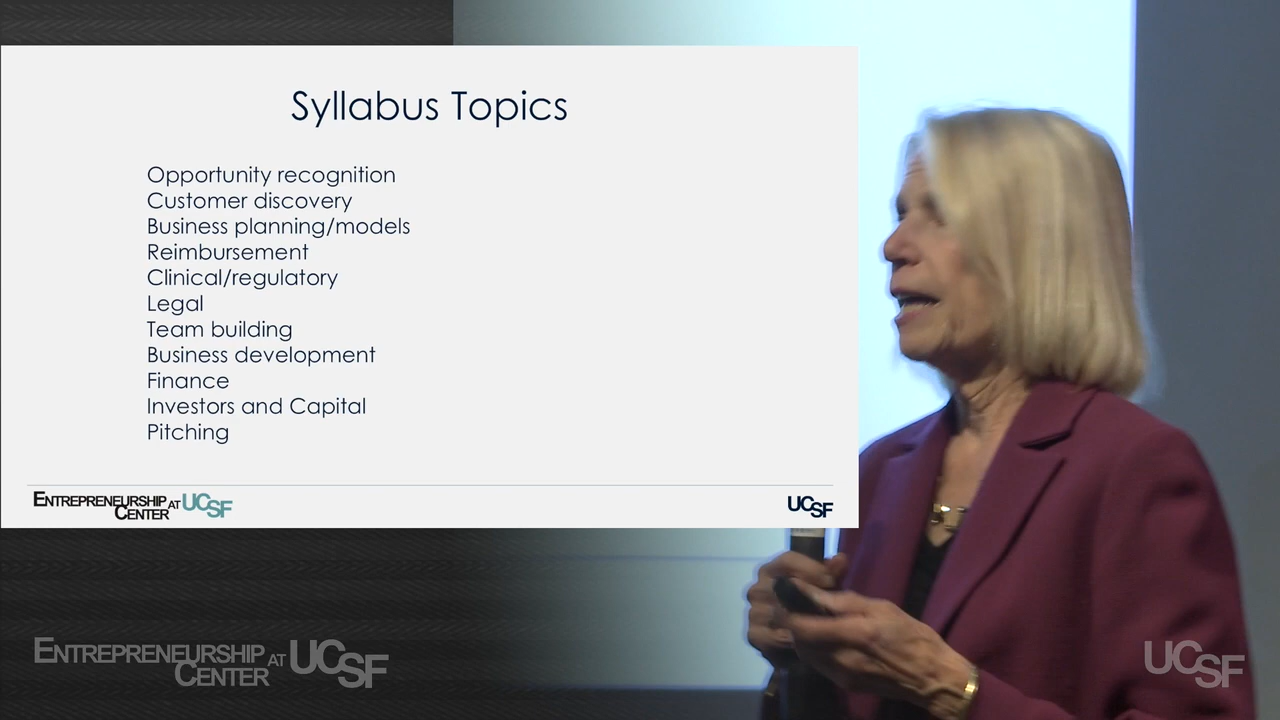 Syllabus Topics
Opportunity recognition
Customer discovery
Business planning/models
Reimbursement
Clinical/regulatory
Legal
Team building
Business development
Finance
Investors and Capital
Pitching
ENTREPRENEURSHIP AT UCSF
CENTER
UCSF
ENTREPRENEURSHIP AT UCSF
CENTER
UCSF